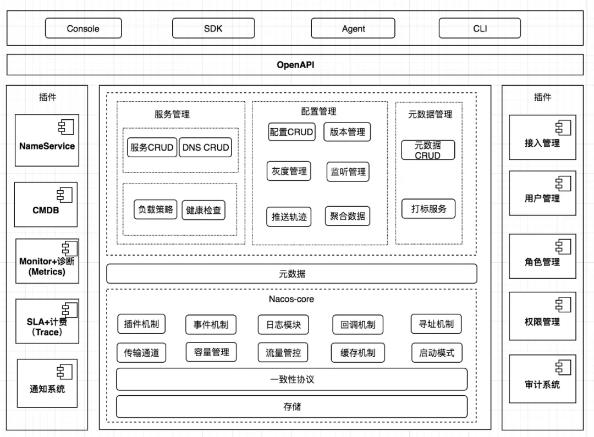 Console
SDK
Agent
CLI
OpenAPI
插件
NameService
CMDB
Monitor+诊断
(Metrics)
SLA+计费
(Trace）
通知系统
服务管理
服务CRUD
DNS CRUD
负载策略
健康检查
配置管理
配置CRUD
版本管理
灰度管理
监听管理
推送轨迹
聚合数据
元数据管理
元数据
CRUD
打标服务
元数据
Nacos-core
插件机制
事件机制
日志模块
回调机制
寻址机制
传输通道
容量管理
流量管控
缓存机制
启动模式
一致性协议
存储
插件
接入管理
用户管理
角色管理
权限管理
审计系统